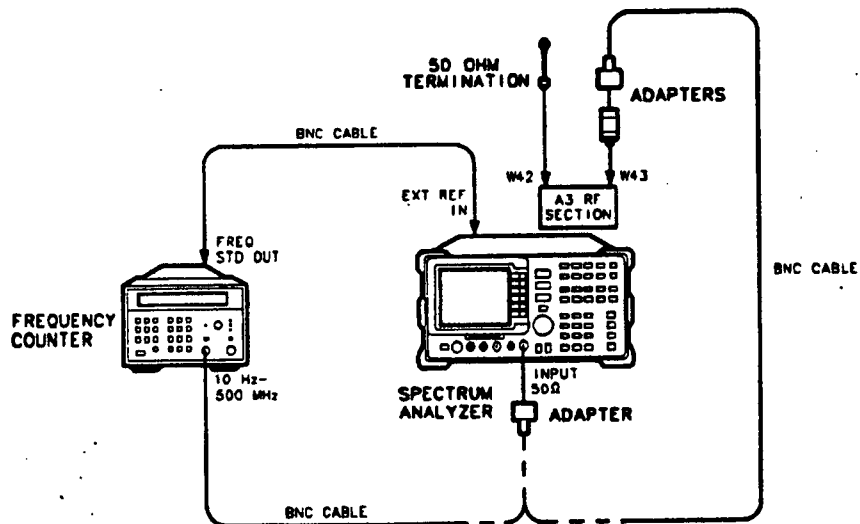 50 OHM
TERMINATION
ADAPTERS
BNC CABLE
W42
W43
EXT REF
IN
A3 RF
SECTION
FREQ
STD OUT
BNC CABLE
FREQUENCY
COUNTER
10 Hz-
500 MHz
INPUT
50Ω
SPECTRUM
ANALYZER
ADAPTER
BNC CABLE